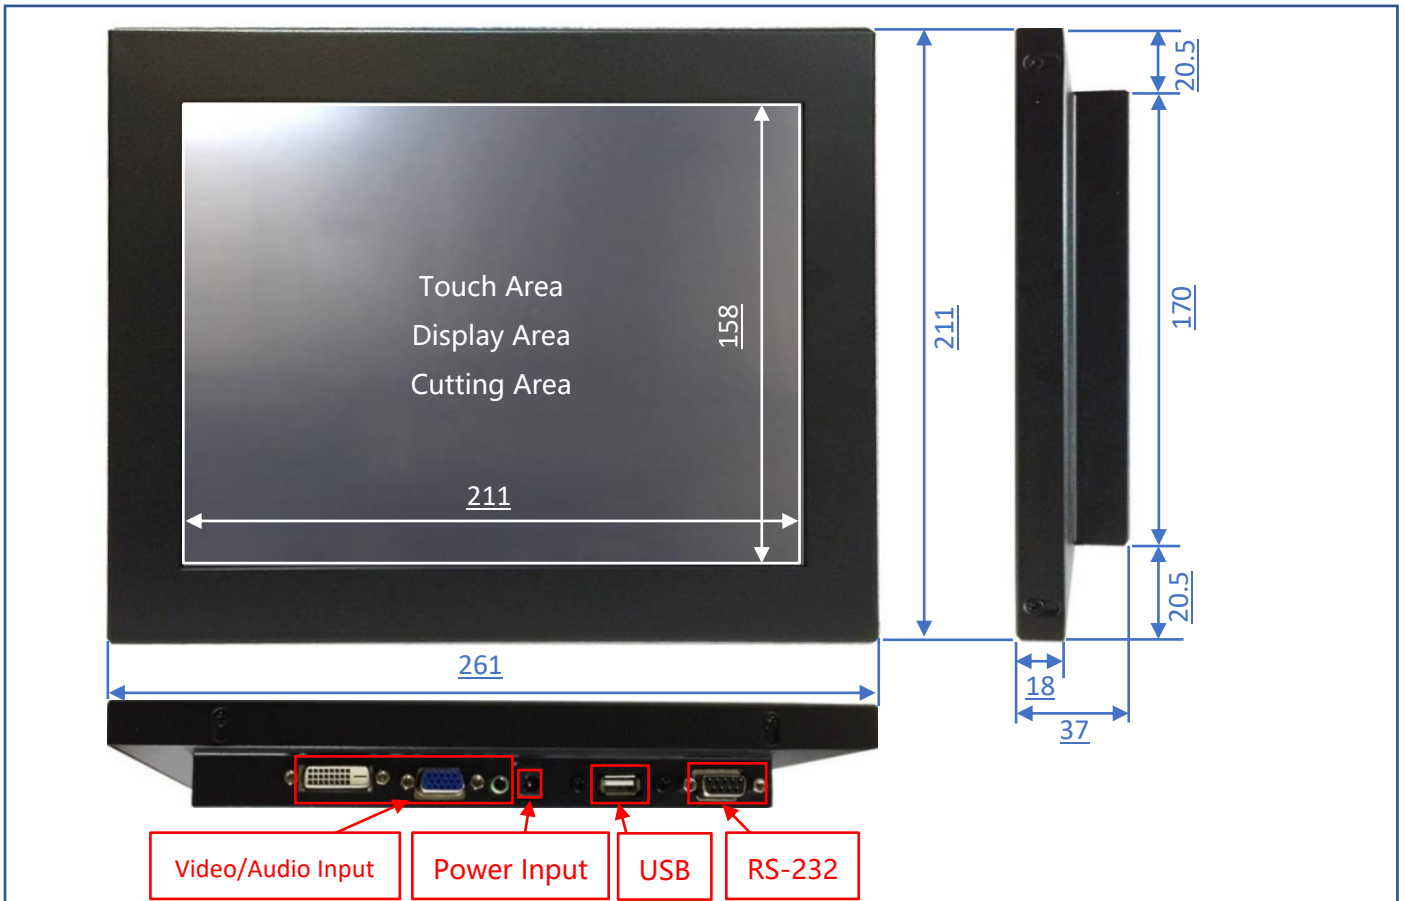 20.5
Touch Area
Display Area
Cutting Area
158
211
170
211
20.5
261
18
37
Video/Audio Input
Power Input
USB
RS-232